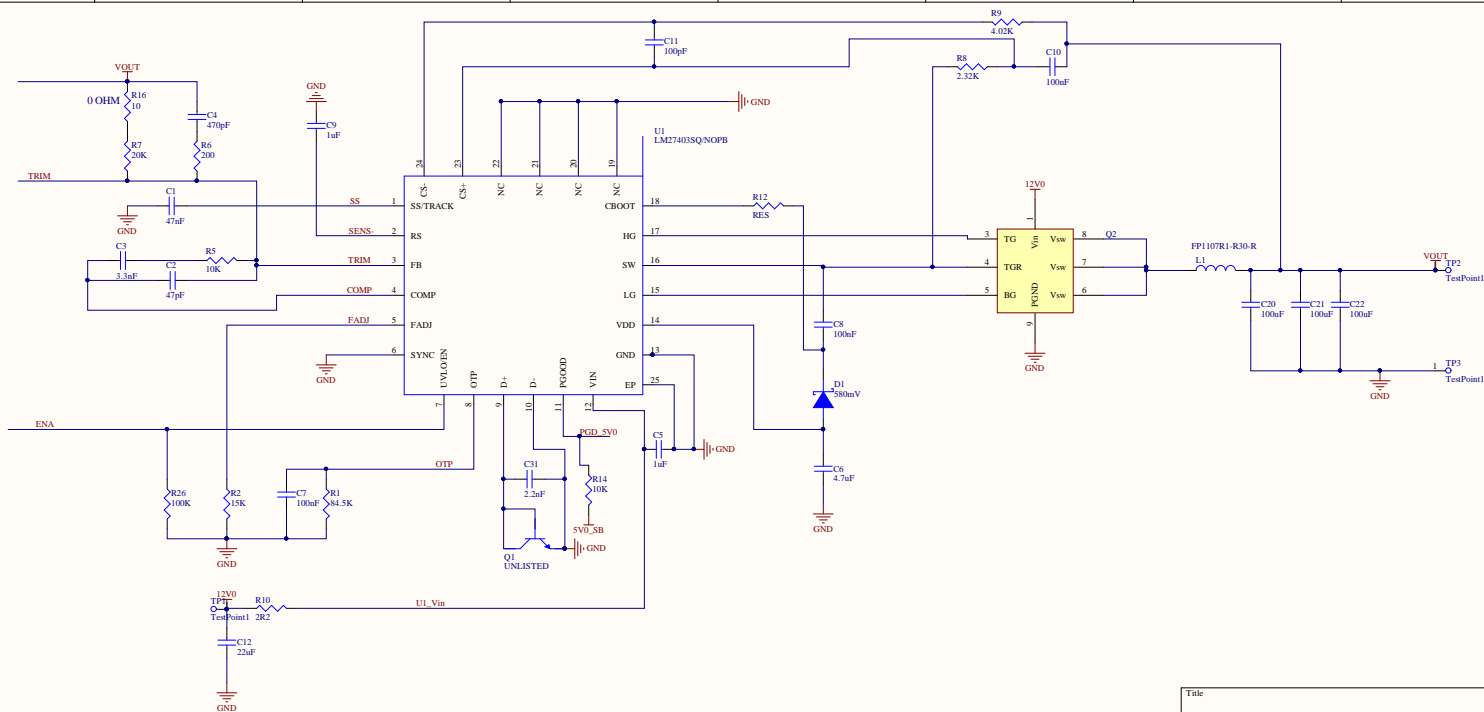 R9
4.02K
C11
100pF
R8
2.32K
C10
100nF
VOUT
0 OHM
R16
10
C4
470pF
R7
20K
R6
200
TRIM
GND
C9
1uF
GND
U1
LM27403SQ/NOPB
24
23
22
21
20
19
CS-
CS+
NC
NC
NC
NC
C1
47nF
GND
SS
1
SS/TRACK
SENS-
2
RS
TRIM
3
FB
COMP
4
COMP
FADJ
5
FADJ
6
SYNC
GND
C3
3.3nF
R5
10K
C2
47pF
CBOOT
18
HG
17
SW
16
LG
15
VDD
14
GND
13
EP
25
UVLO/EN
OTP
D+
D-
PGOOD
VIN
7
8
9
10
11
12
R12
RES
12V0
1
3
TG
Vin
Vsw
8
Q2
4
TGR
Vsw
7
5
BG
PGND
Vsw
6
9
GND
FP1107R1-R30-R
L1
VOUT
TP2
TestPoint1
C20
100uF
C21
100uF
C22
100uF
1
TP3
TestPoint1
GND
C8
100nF
D1
580mV
C6
4.7uF
GND
ENA
OTP
R26
100K
R2
15K
C7
100nF
R1
84.5K
GND
C31
2.2nF
Q1
UNLISTED
GND
PGD_5V0
R14
10K
5V0_SB
C5
1uF
GND
12V0
TP1
TestPoint1
R10
2R2
U1_Vin
C12
22uF
GND
Title